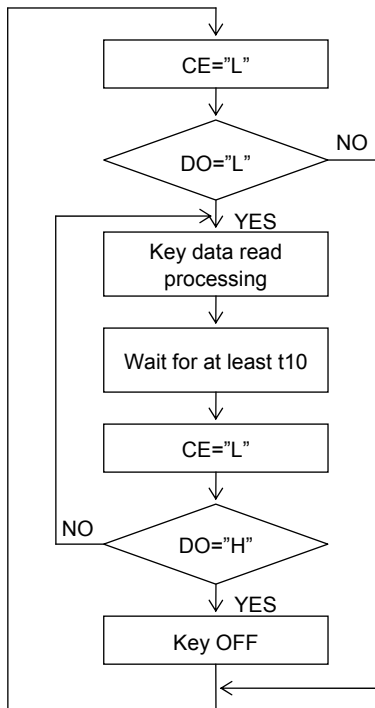 CE="L"
DO="L"
NO
YES
Key data read
processing
Wait for at least t10
CE="L"
DO="H"
NO
YES
Key OFF